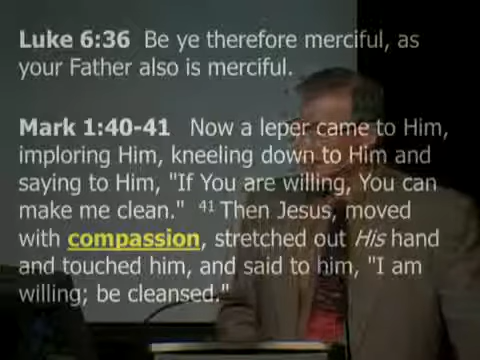 Luke 6:36 Be ye therefore merciful, as
your Father also is merciful.
Mark 1:40-41 Now a leper came to Him,
imploring Him, kneeling down to Him and
saying to Him, "If You are willing, You can
make me clean." 41 Then Jesus, moved
with compassion, stretched out His hand
and touched him, and said to him, "I am
willing; be cleansed."